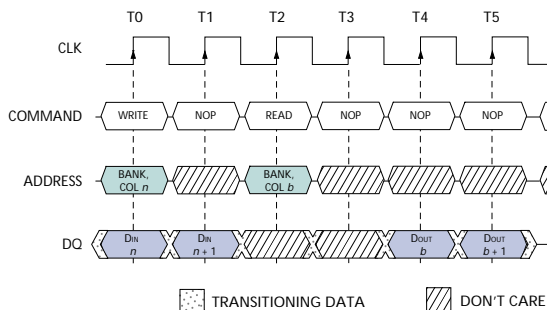 T0 T1 T2 T3 T4 T5
CLK
COMMAND WRITE NOP READ NOP NOP NOP
BANK, BANK,
ADDRESS COL n COL b
DIN DIN DOUT DOUT
DQ n n + 1 b b + 1
TRANSITIONING DATA DON'T CARE